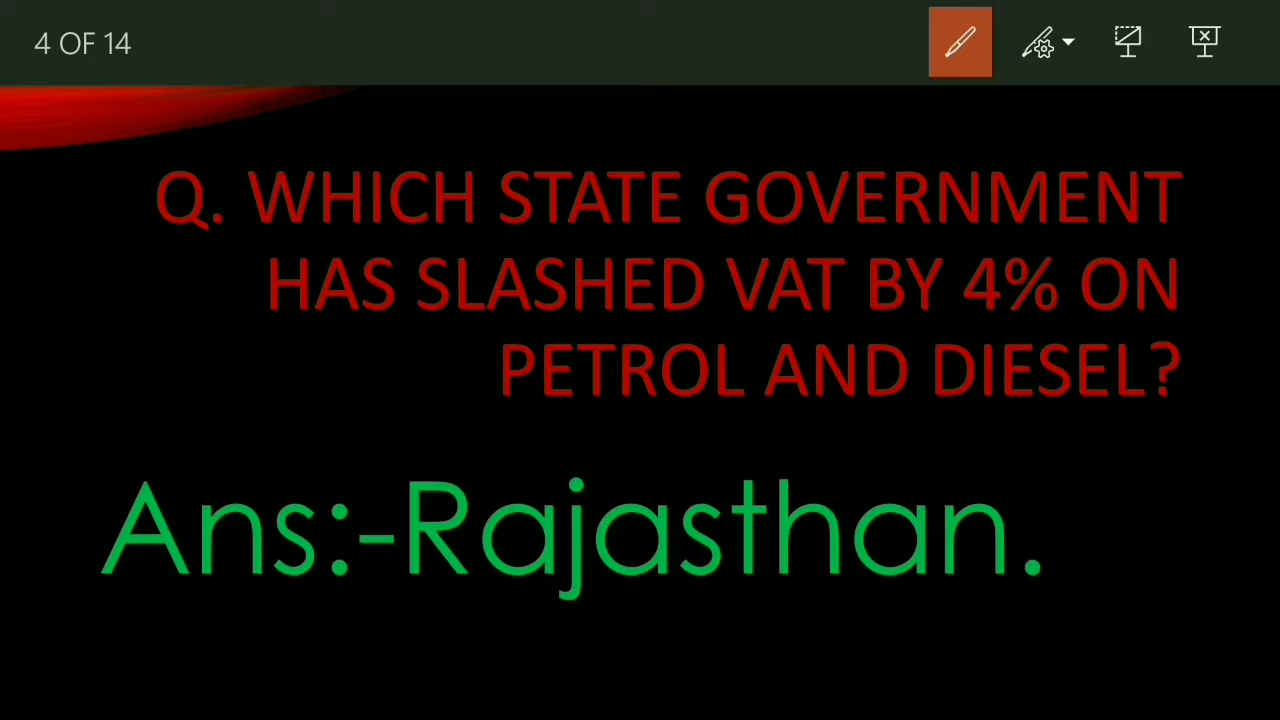 4 OF 14
Q. WHICH STATE GOVERNMENT
HAS SLASHED VAT BY 4% ON
PETROL AND DIESEL?
Ans:-Rajasthan.